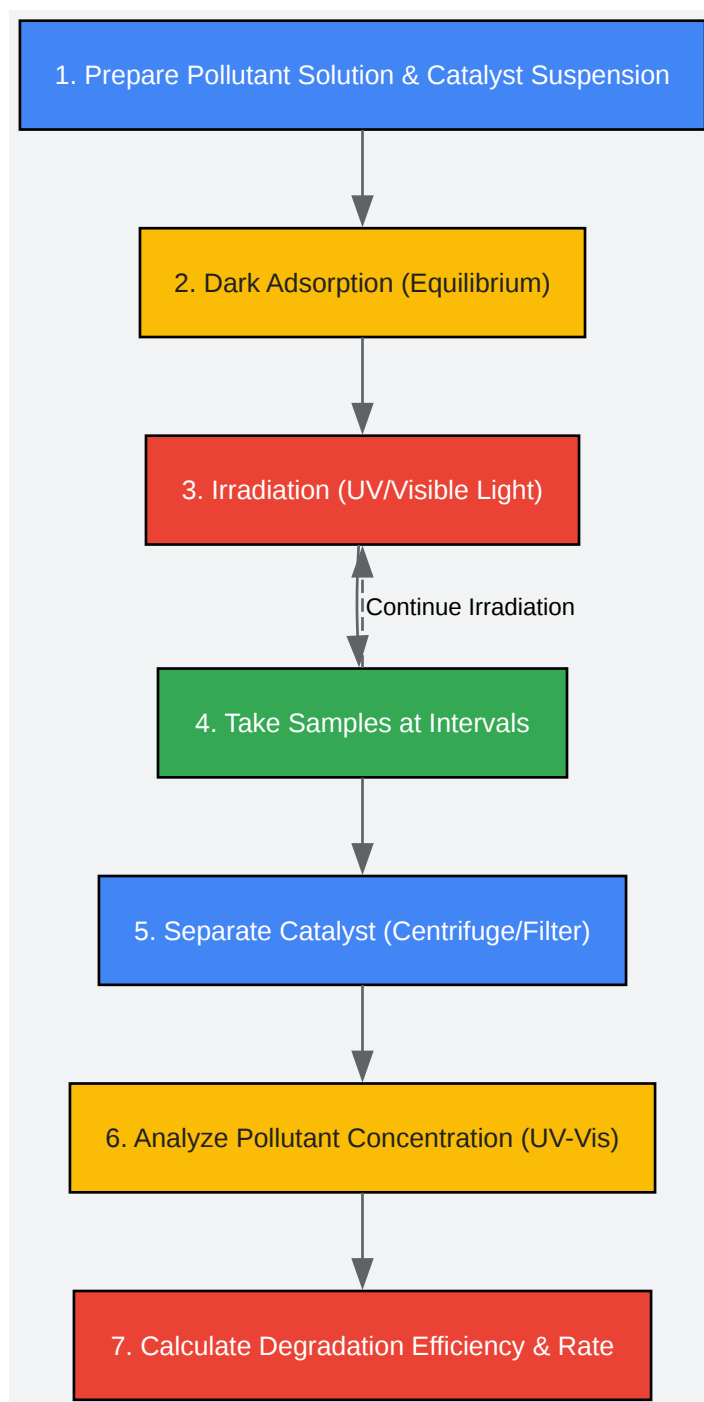 1. Prepare Pollutant Solution & Catalyst Suspension
2. Dark Adsorption (Equilibrium)
3. Irradiation (UV/Visible Light)
Continue Irradiation
4. Take Samples at Intervals
5. Separate Catalyst (Centrifuge/Filter)
6. Analyze Pollutant Concentration (UV-Vis)
7. Calculate Degradation Efficiency & Rate